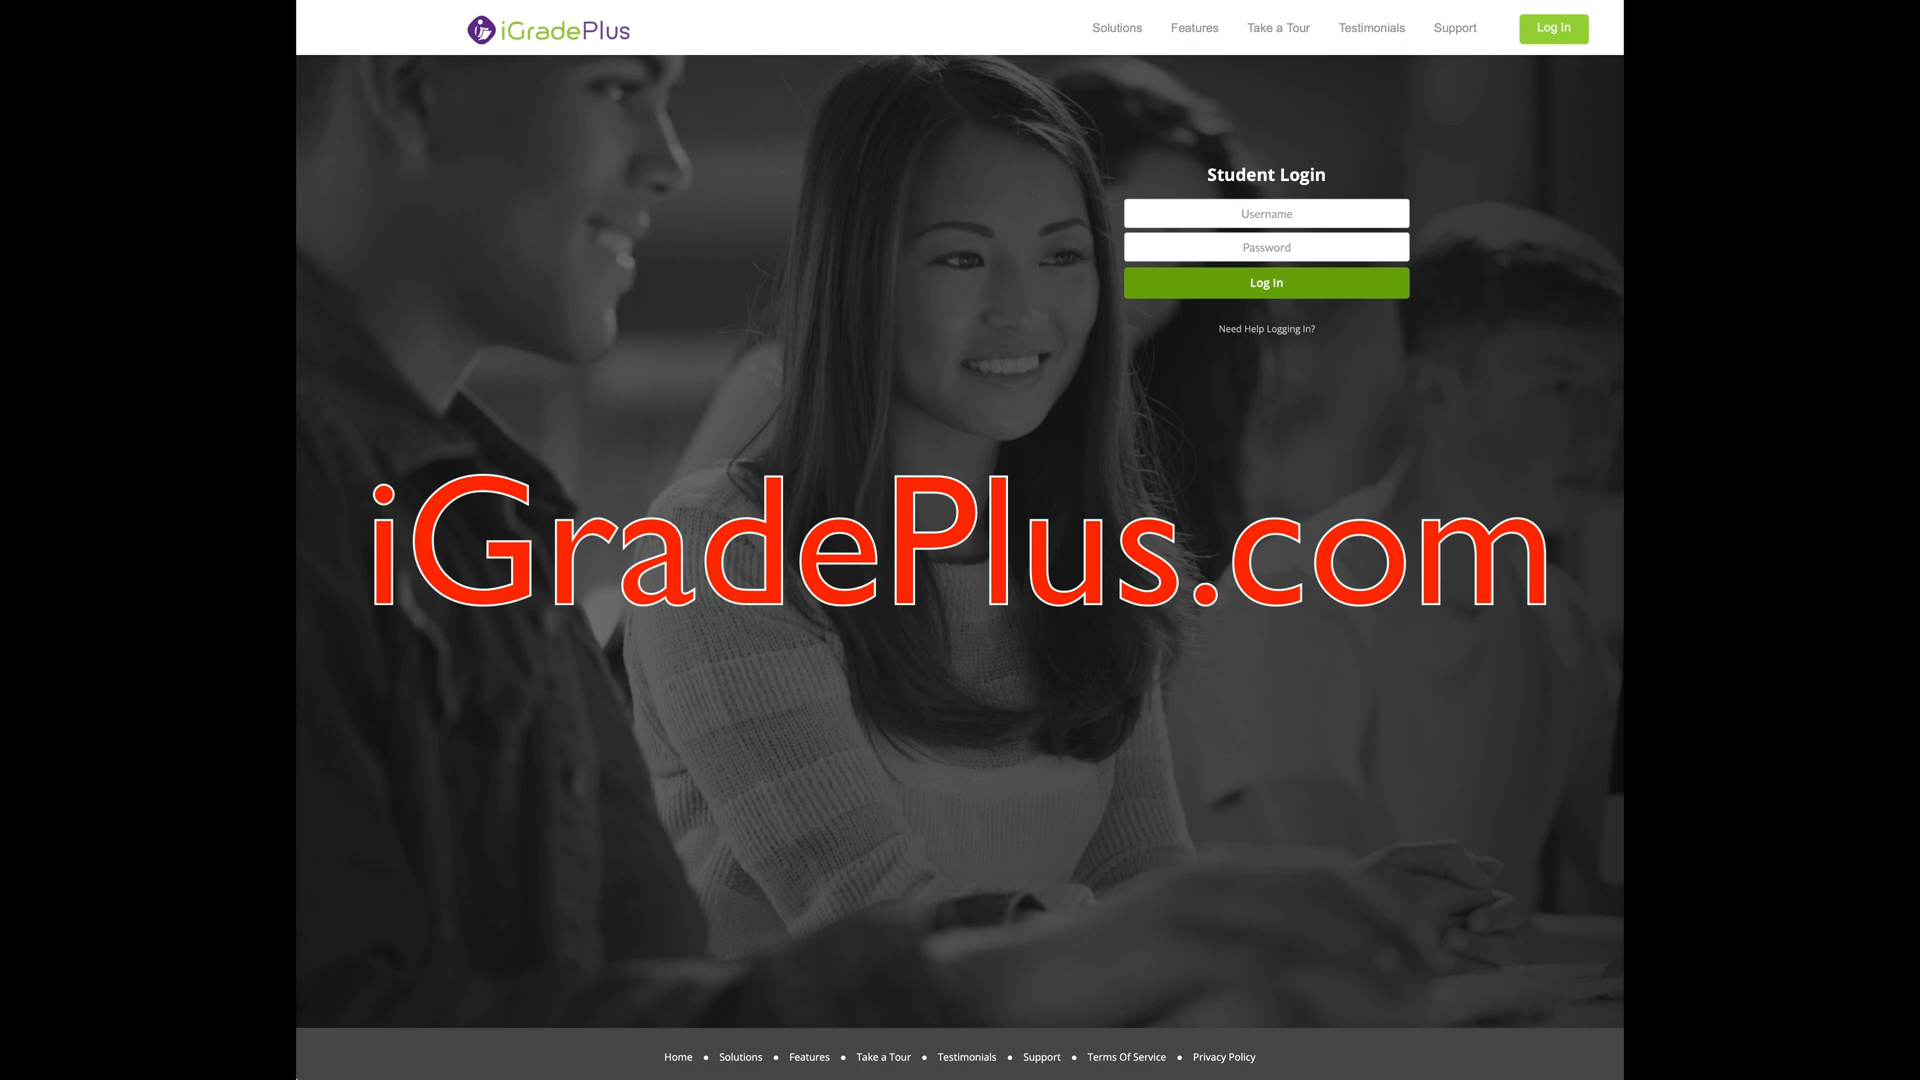 iGradePlus
Solutions Features Take a Tour Testimonials Support Log In
Student Login
Username
Password
Log In
Need Help Logging In?
iGradePlus.com
Home • Solutions • Features • Take a Tour • Testimonials • Support • Terms Of Service • Privacy Policy